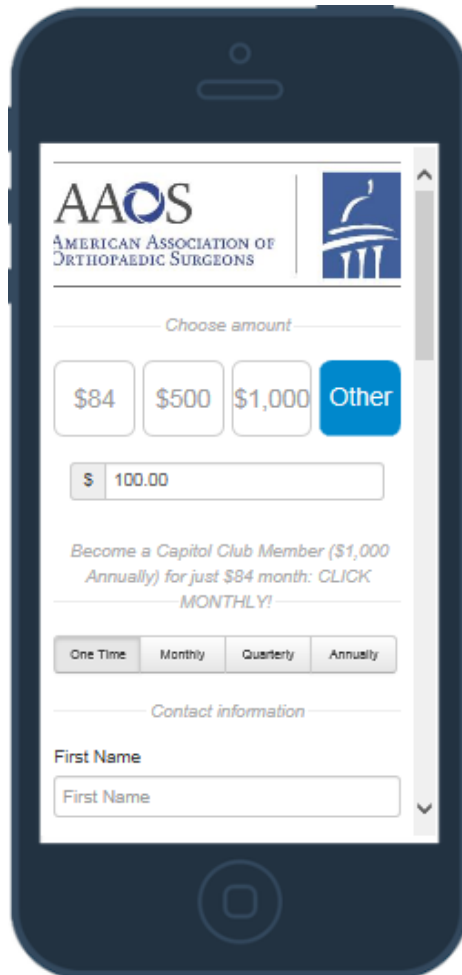 AAOS
AMERICAN ASSOCIATION OF
ORTHOPAEDIC SURGEONS
Choose amount
$84 $500 $1,000 Other
$ 100.00
Become a Capitol Club Member ($1,000
Annually) for just $84 month: CLICK
MONTHLY!
One Time Monthly Quarterly Annually
Contact information
First Name
First Name